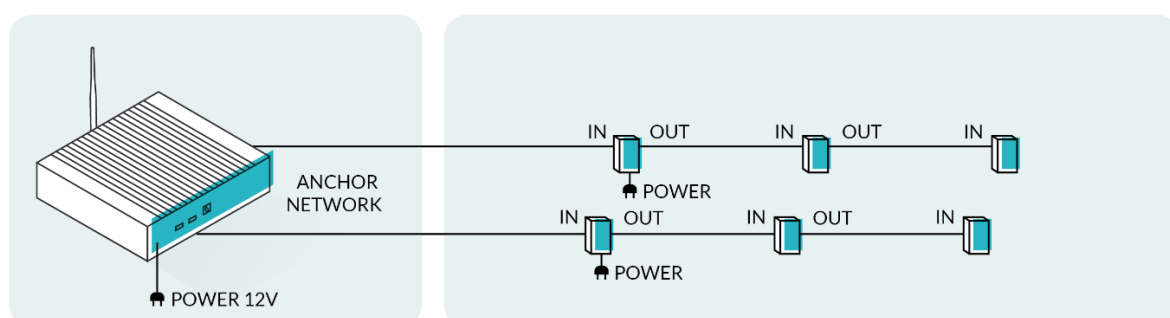 IN OUT IN OUT IN
ANCHOR
NETWORK
POWER
IN OUT IN OUT IN
POWER
POWER 12V